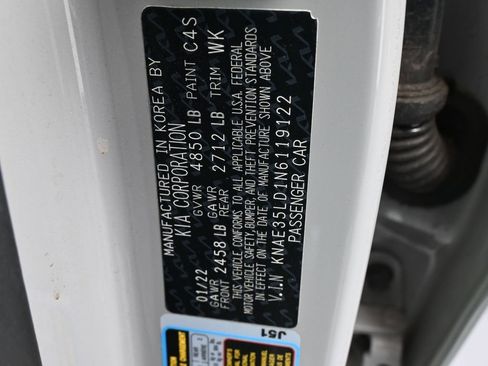 MANUFACTURED IN KOREA BY
KIA CORPORATION
GVWR 4850 LB PAINT C4S
01/22 GAWR FRONT 2458 LB GAWR REAR 2712 LB TRIM WK
THIS VEHICLE CONFORMS TO ALL APPLICABLE U.S.A. FEDERAL
MOTOR VEHICLE SAFETY, BUMPER, AND THEFT PREVENTION STANDARDS
IN EFFECT ON THE DATE OF MANUFACTURE SHOWN ABOVE
V.I.N KNAE35LD1N6119122
PASSENGER CAR
J51